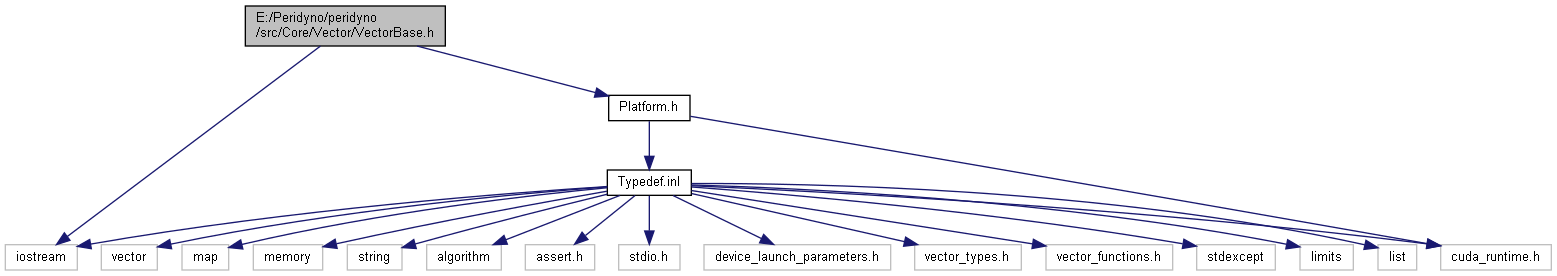 E:/Peridyno/peridyno
/src/Core/Vector/VectorBase.h
Platform.h
Typedef.inl
iostream
vector
map
memory
string
algorithm
assert.h
stdio.h
device_launch_parameters.h
vector_types.h
vector_functions.h
stdexcept
limits
list
cuda_runtime.h